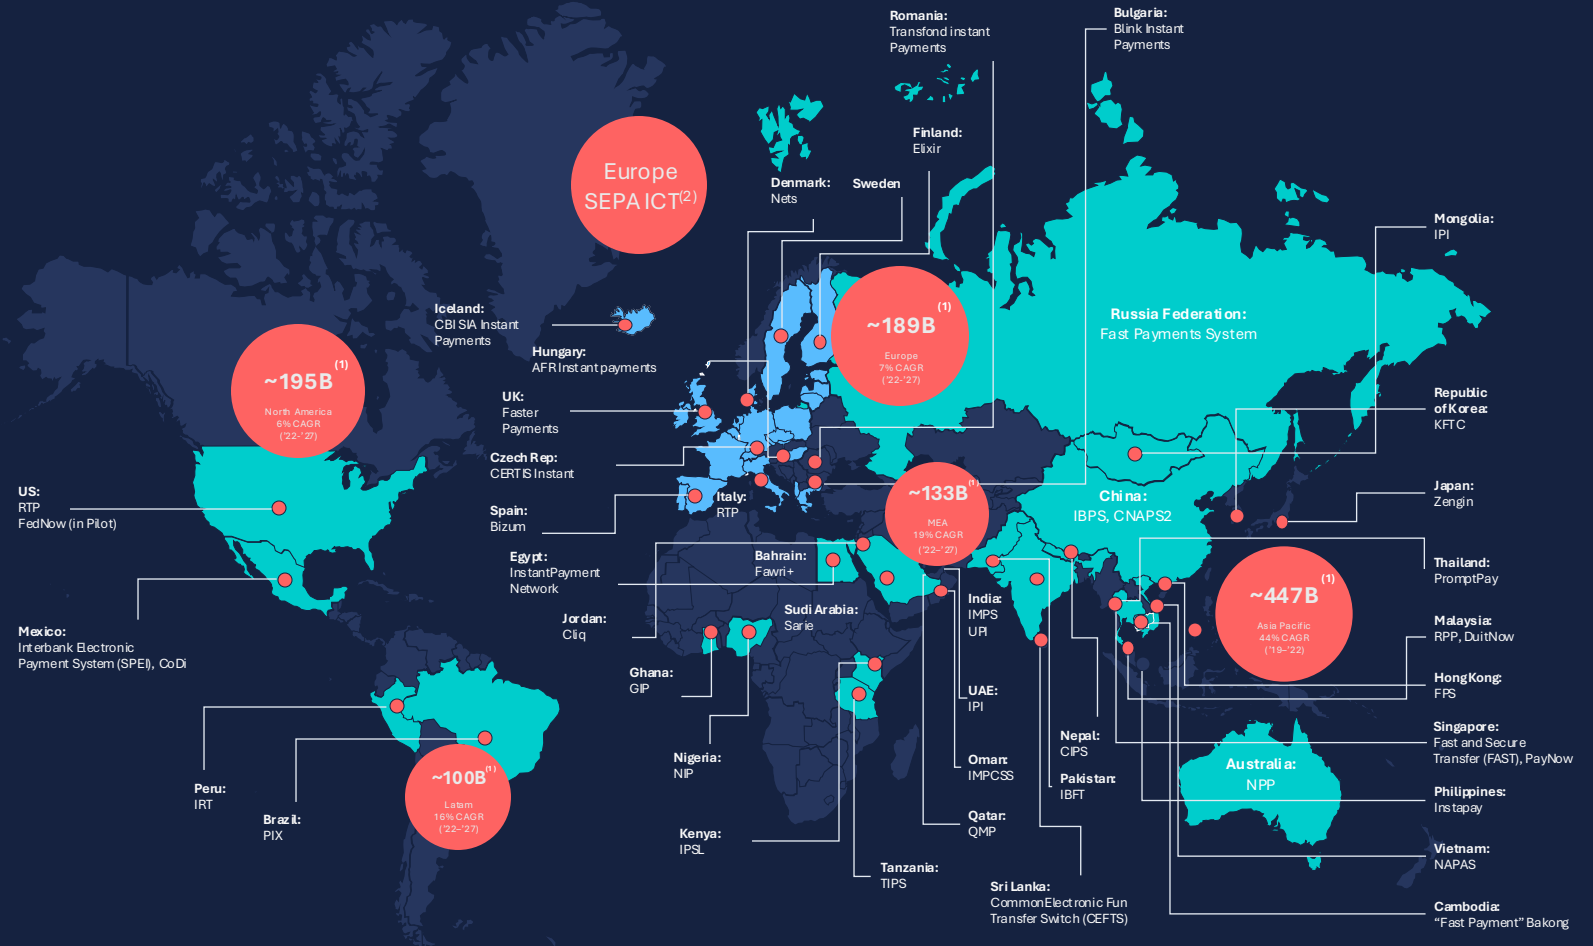 Romania:
Transfond instant
Payments
Bulgaria:
Blink Instant
Payments
Finland:
Elixir
Denmark:
Nets
Sweden
Europe
SEPA ICT(2)
Mongolia:
IPI
Iceland:
CBI SIA Instant
Payments
Russia Federation:
Fast Payments System
~189B(1)
Europe
7% CAGR
('22-'27)
Hungary:
AFR Instant payments
~195B(1)
North America
6% CAGR
('22-'27)
UK:
Faster
Payments
Republic
of Korea:
KFTC
Czech Rep:
CERTIS Instant
US:
RTP
FedNow (in Pilot)
Spain:
Bizum
Italy:
RTP
~133B(1)
MEA
19% CAGR
('22-'27)
China:
IBPS, CNAPS2
Japan:
Zengin
Egypt:
InstantPayment
Network
Bahrain:
Fawri+
Thailand:
PromptPay
~447B(1)
Asia Pacific
44% CAGR
('19-'22)
Jordan:
Cliq
Sudi Arabia:
Sarie
India:
IMPS
UPI
Malaysia:
RPP, DuitNow
Mexico:
Interbank Electronic
Payment System (SPEI), CoDi
Ghana:
GIP
UAE:
IPI
Hong Kong:
FPS
Nepal:
CIPS
Singapore:
Fast and Secure
Transfer (FAST), PayNow
Nigeria:
NIP
Oman:
IMPCSS
Pakistan:
IBFT
Australia:
NPP
~100B(1)
Latam
16% CAGR
('22-'27)
Peru:
IRT
Brazil:
PIX
Philippines:
Instapay
Qatar:
QMP
Kenya:
IPSL
Vietnam:
NAPAS
Tanzania:
TIPS
Sri Lanka:
CommonElectronic Fun
Transfer Switch (CEFTS)
Cambodia:
“Fast Payment” Bakong